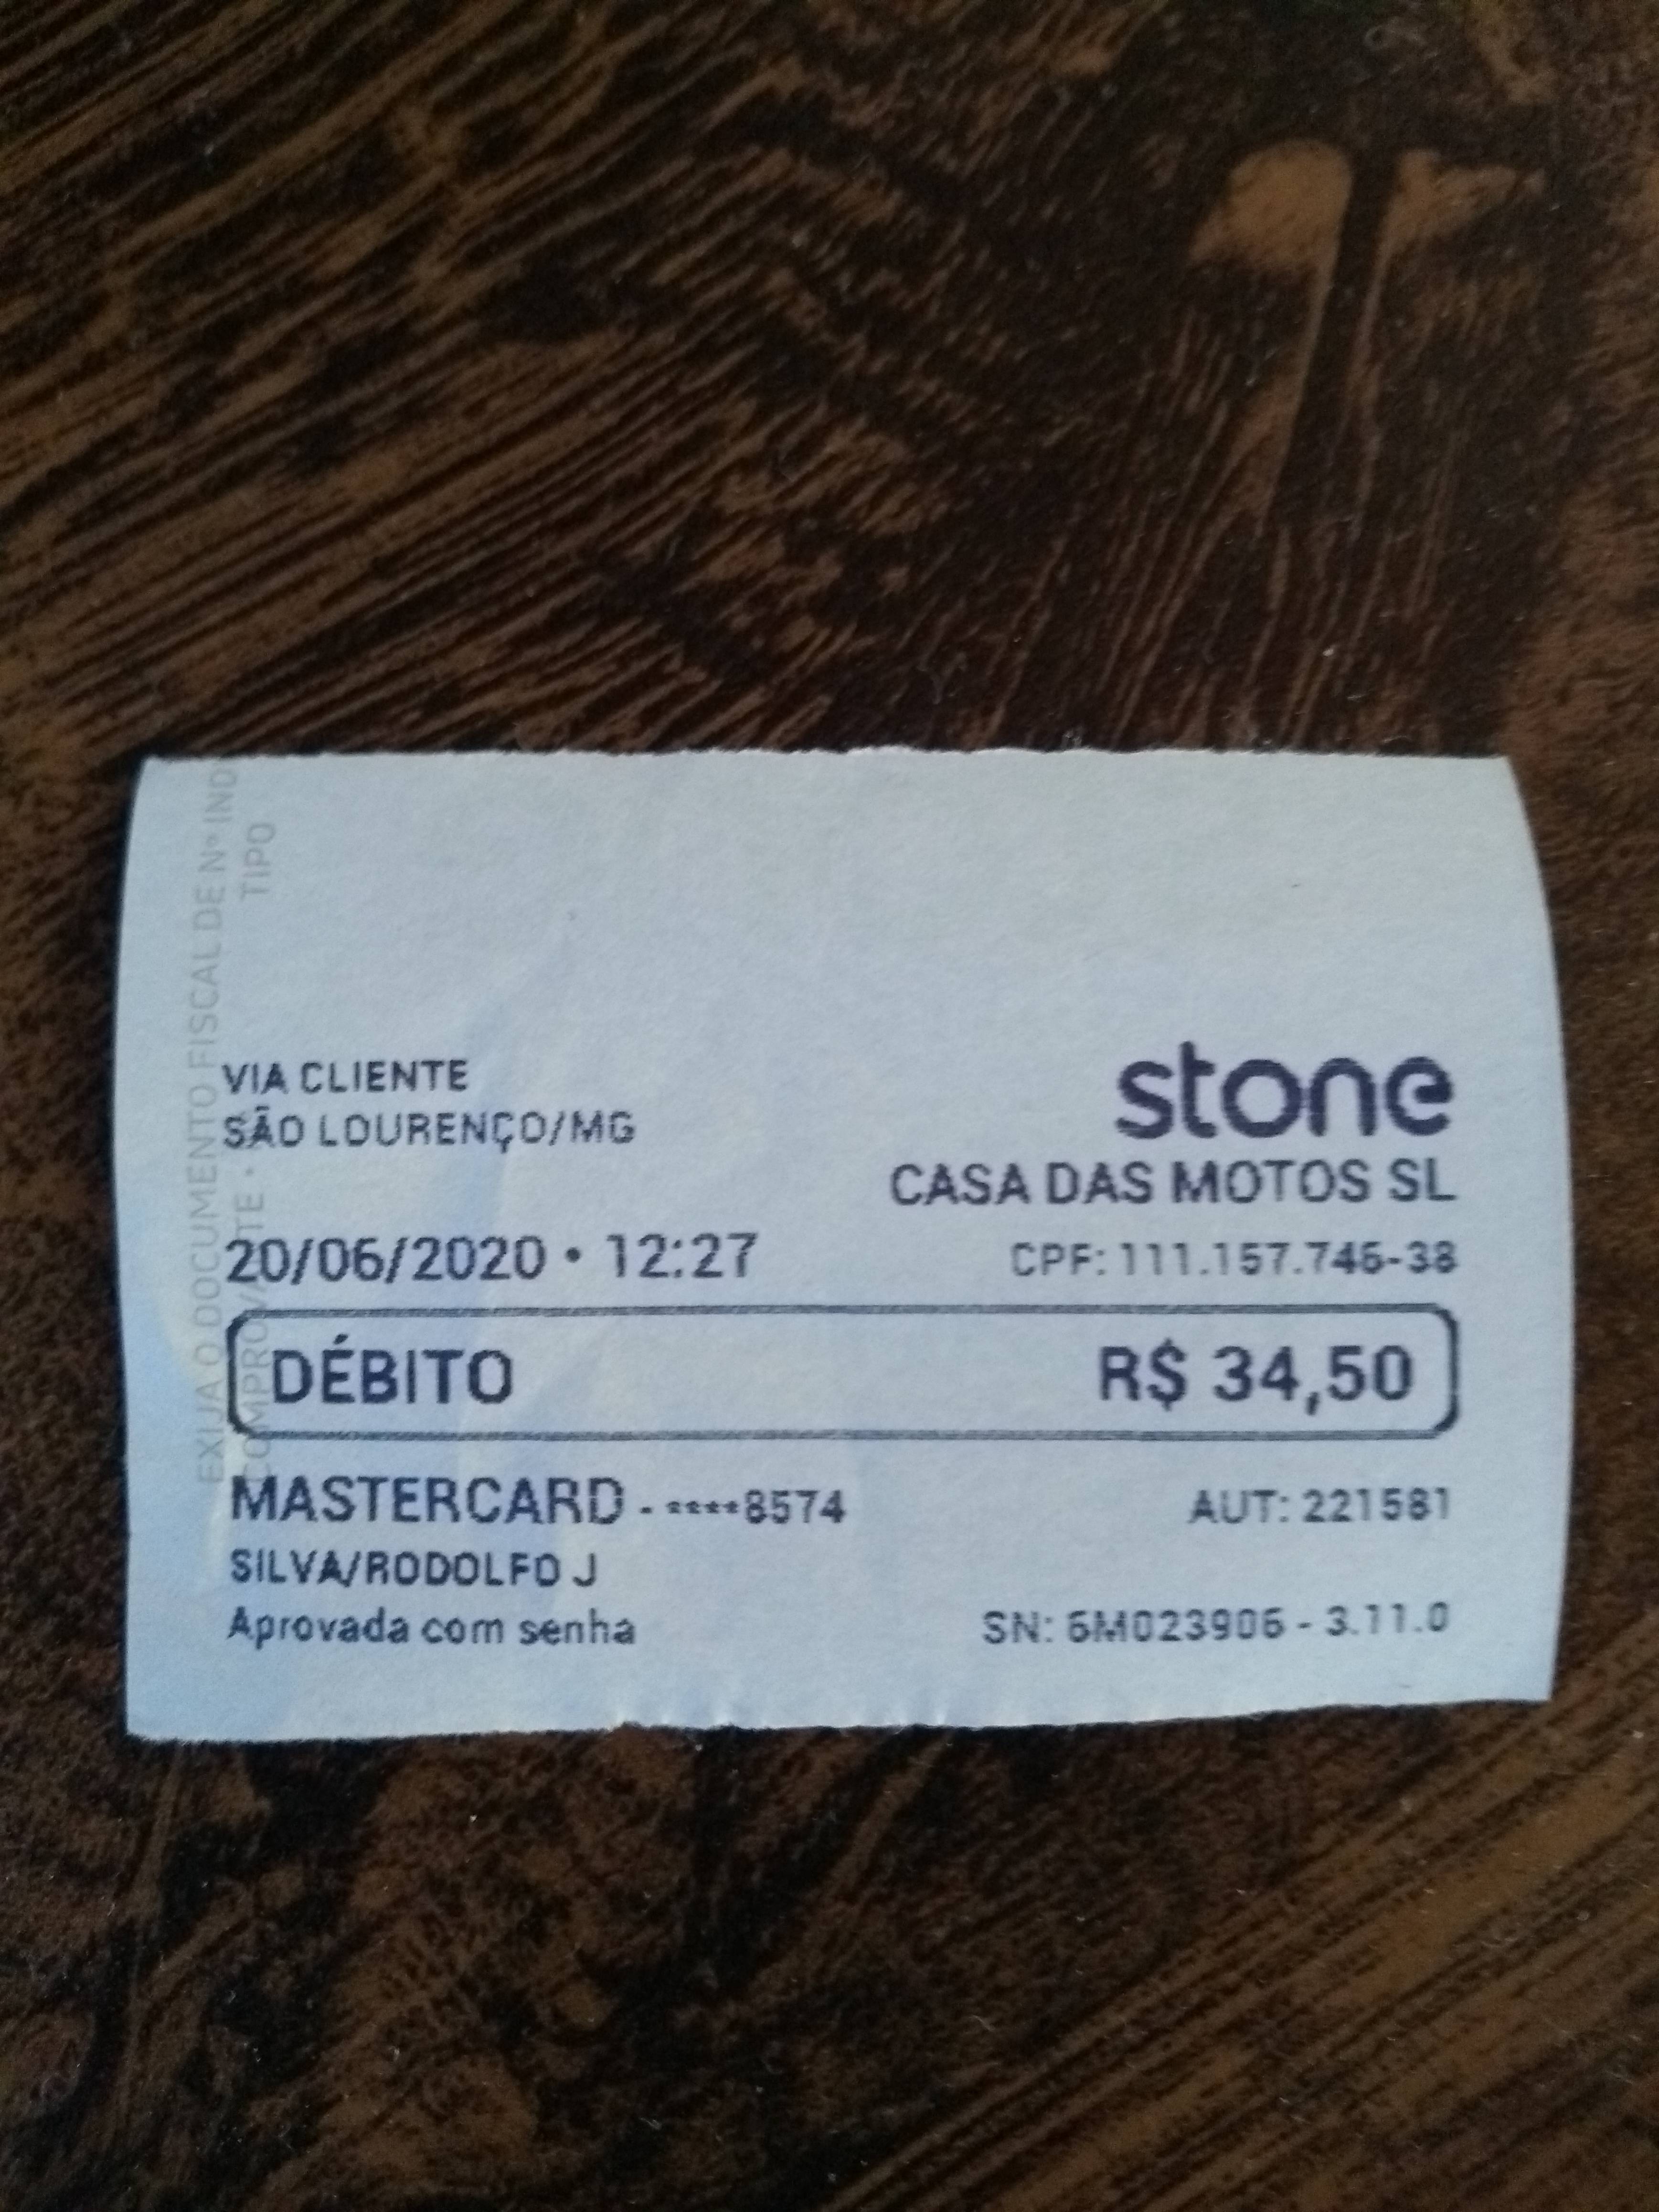 VIA CLIENTE
SÃO LOURENÇO/MG
stone
CASA DAS MOTOS SL
20/06/2020 • 12:27
CPF: 111.157.746-38
DÉBITO R$ 34,50
MASTERCARD - ****8574 AUT: 221581
SILVA/RODOLFO J
Aprovada com senha SN: 6M023906 - 3.11.0
EXIJA O DOCUMENTO FISCAL DE Nº IND
COMPROVANTE •
TIPO